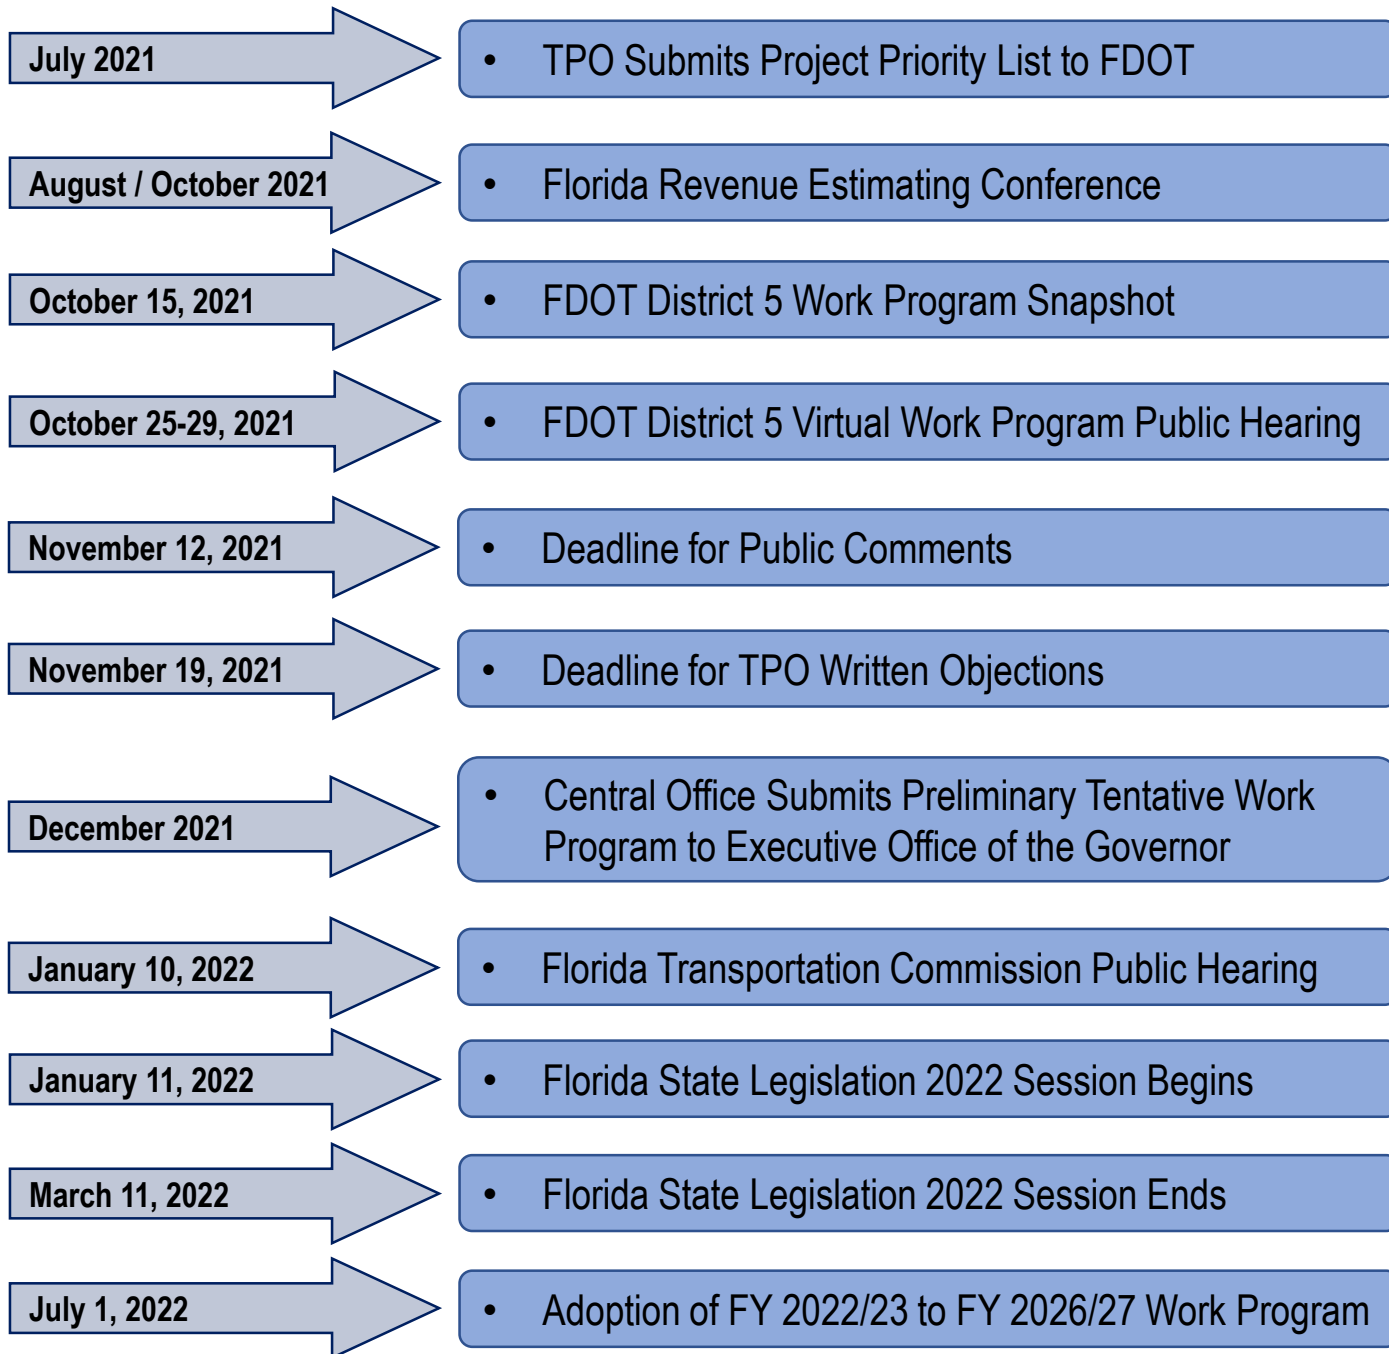 July 2021
• TPO Submits Project Priority List to FDOT
August / October 2021
• Florida Revenue Estimating Conference
October 15, 2021
• FDOT District 5 Work Program Snapshot
October 25-29, 2021
• FDOT District 5 Virtual Work Program Public Hearing
November 12, 2021
• Deadline for Public Comments
November 19, 2021
• Deadline for TPO Written Objections
December 2021
• Central Office Submits Preliminary Tentative Work
Program to Executive Office of the Governor
January 10, 2022
• Florida Transportation Commission Public Hearing
January 11, 2022
• Florida State Legislation 2022 Session Begins
March 11, 2022
• Florida State Legislation 2022 Session Ends
July 1, 2022
• Adoption of FY 2022/23 to FY 2026/27 Work Program